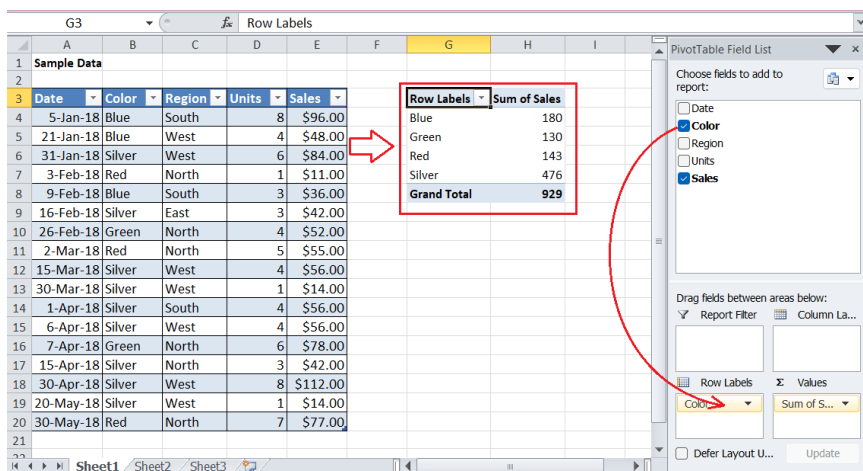 G3 fx Row Labels
A B C D E F G H I
PivotTable Field List
1 Sample Data
2
Choose fields to add to
report:
3 Date Color Region Units Sales Row Labels Sum of Sales
4 5-Jan-18 Blue South 8 $96.00 Blue 180
5 21-Jan-18 Blue West 4 $48.00 Green 130
6 31-Jan-18 Silver West 6 $84.00 Red 143
7 3-Feb-18 Red North 1 $11.00 Silver 476
8 9-Feb-18 Blue South 3 $36.00 Grand Total 929
9 16-Feb-18 Silver East 3 $42.00
10 26-Feb-18 Green North 4 $52.00
11 2-Mar-18 Red North 5 $55.00
12 15-Mar-18 Silver West 4 $56.00
13 30-Mar-18 Silver West 1 $14.00
14 1-Apr-18 Silver South 4 $56.00
15 6-Apr-18 Silver West 4 $56.00
16 7-Apr-18 Green North 6 $78.00
17 15-Apr-18 Silver North 3 $42.00
18 30-Apr-18 Silver West 8 $112.00
19 20-May-18 Silver West 1 $14.00
20 30-May-18 Red North 7 $77.00
21
22
Sheet1 Sheet2 Sheet3
Date
Color
Region
Units
Sales
Drag fields between areas below:
Report Filter Column La...
Row Labels Σ Values
Color Sum of S...
Defer Layout U... Update